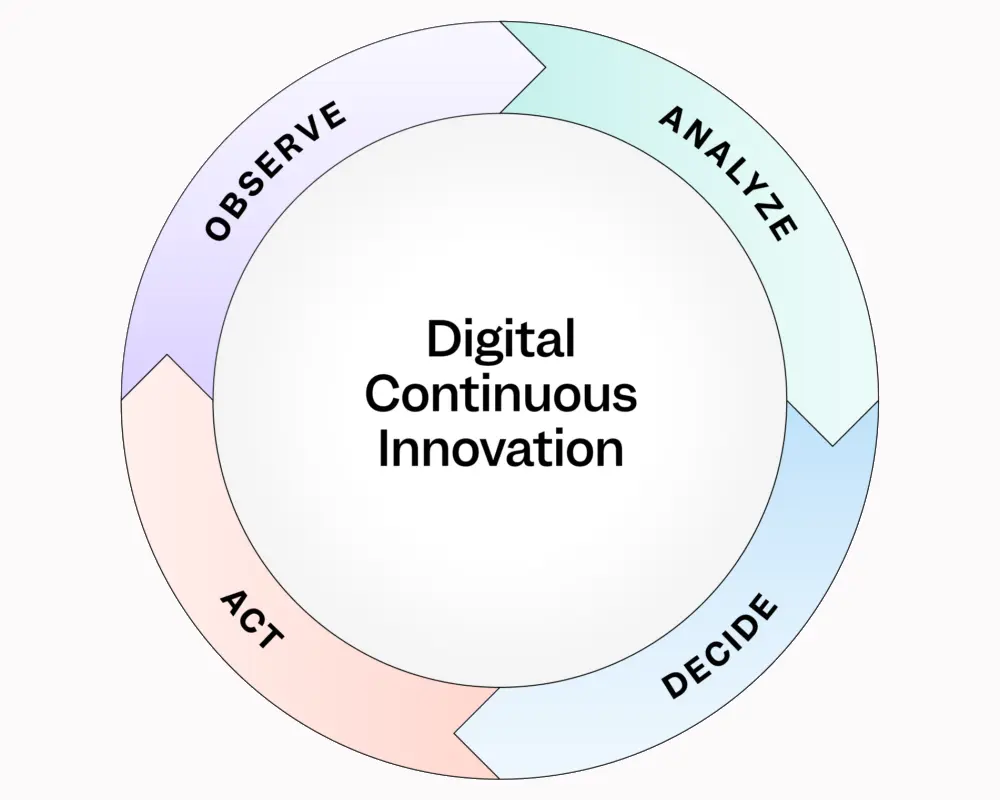 OBSERVE
ANALYZE
Digital
Continuous
Innovation
ACT
DECIDE